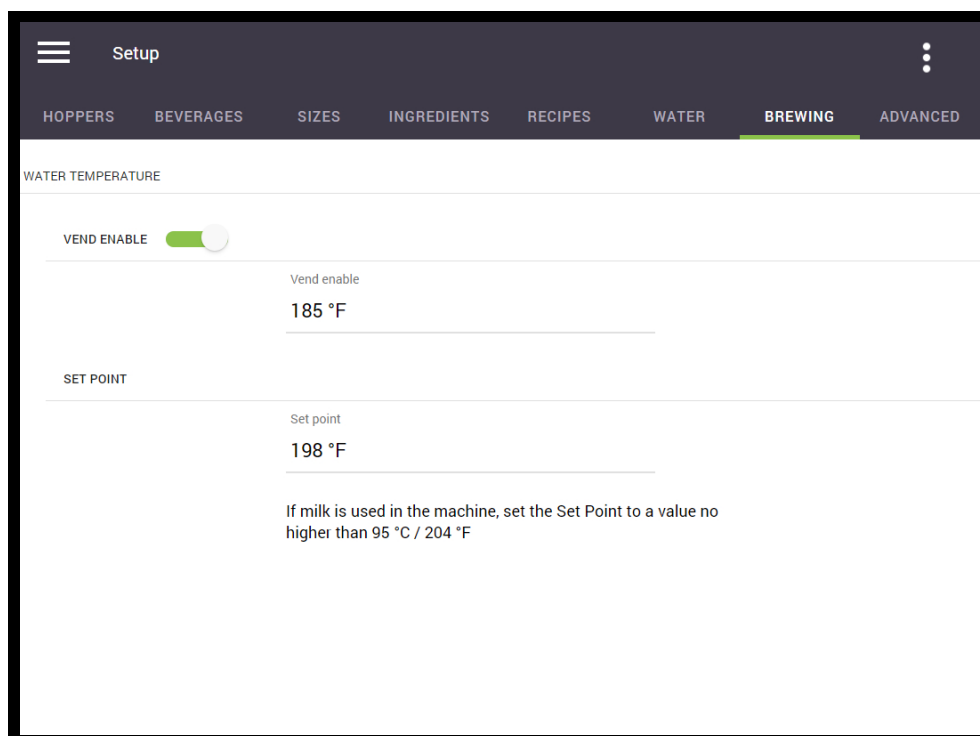 Setup
HOPPERS BEVERAGES SIZES INGREDIENTS RECIPES WATER BREWING ADVANCED
WATER TEMPERATURE
VEND ENABLE
Vend enable
185 °F
SET POINT
Set point
198 °F
If milk is used in the machine, set the Set Point to a value no
higher than 95 °C / 204 °F